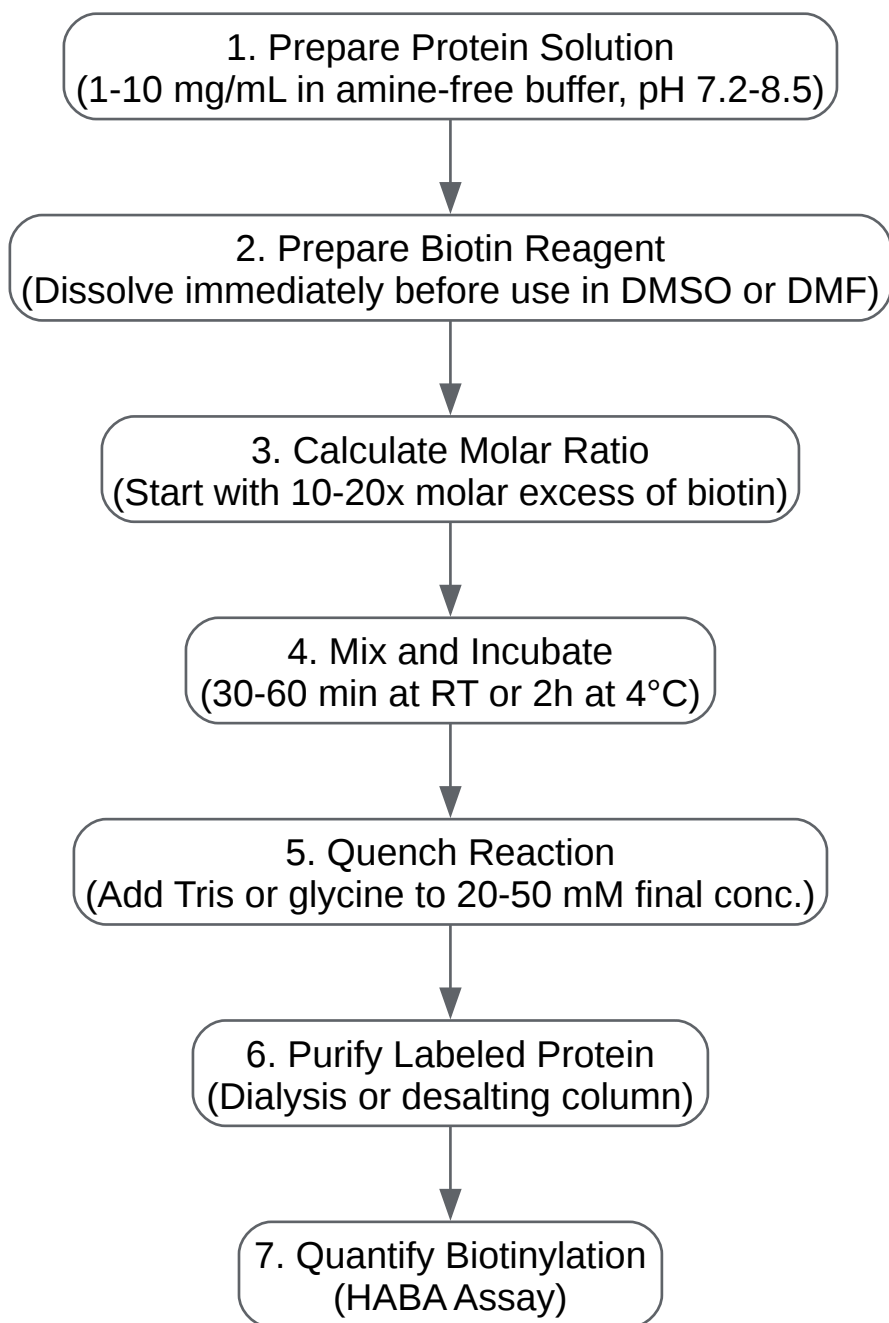 1. Prepare Protein Solution
(1-10 mg/mL in amine-free buffer, pH 7.2-8.5)
2. Prepare Biotin Reagent
(Dissolve immediately before use in DMSO or DMF)
3. Calculate Molar Ratio
(Start with 10-20x molar excess of biotin)
4. Mix and Incubate
(30-60 min at RT or 2h at 4°C)
5. Quench Reaction
(Add Tris or glycine to 20-50 mM final conc.)
6. Purify Labeled Protein
(Dialysis or desalting column)
7. Quantify Biotinylation
(HABA Assay)